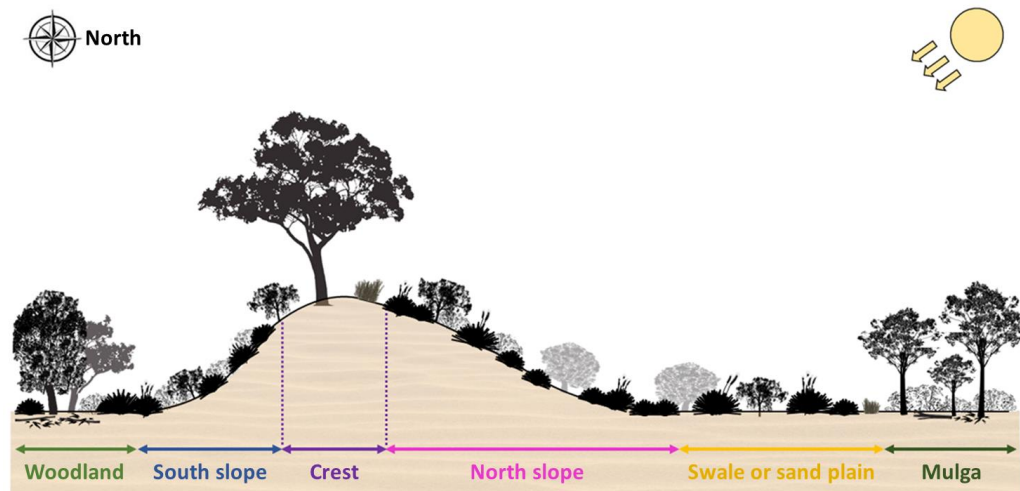 North
Woodland
South slope
Crest
North slope
Swale or sand plain
Mulga